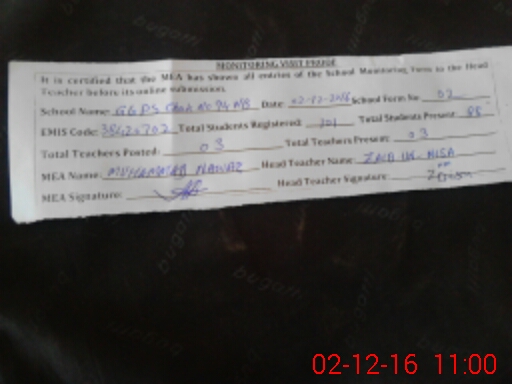 MONITORING VISIT PROOF
It is certified that the MEA has shown all entries of the School Monitoring Form to the Head
Teacher before its online submission.
School Name: GGPS Chak No 94 NB Date 02-12-2016 School Form No 03
EMIS Code: 38420202 Total Students Registered: 101 Total Students Present: 88
Total Teachers Posted: 03 Total Teachers Present: 03
MEA Name: MUHAMMAD NAWAZ Head Teacher Name: ZAIB UN NISA
MEA Signature: Head Teacher Signature:
bugani
02-12-16 11:00